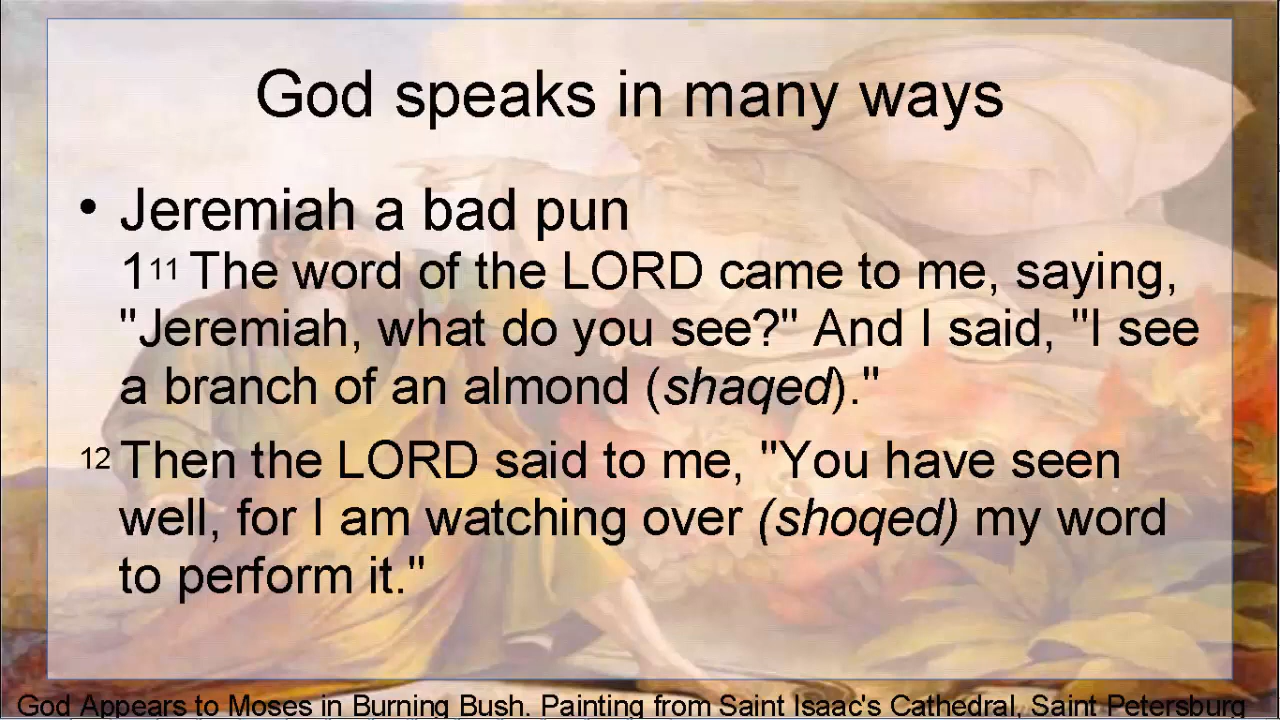 God speaks in many ways
• Jeremiah a bad pun
1¹¹ The word of the LORD came to me, saying,
"Jeremiah, what do you see?" And I said, "I see
a branch of an almond (shaqed)."
¹² Then the LORD said to me, "You have seen
well, for I am watching over (shoqed) my word
to perform it."
God Appears to Moses in Burning Bush. Painting from Saint Isaac's Cathedral, Saint Petersburg